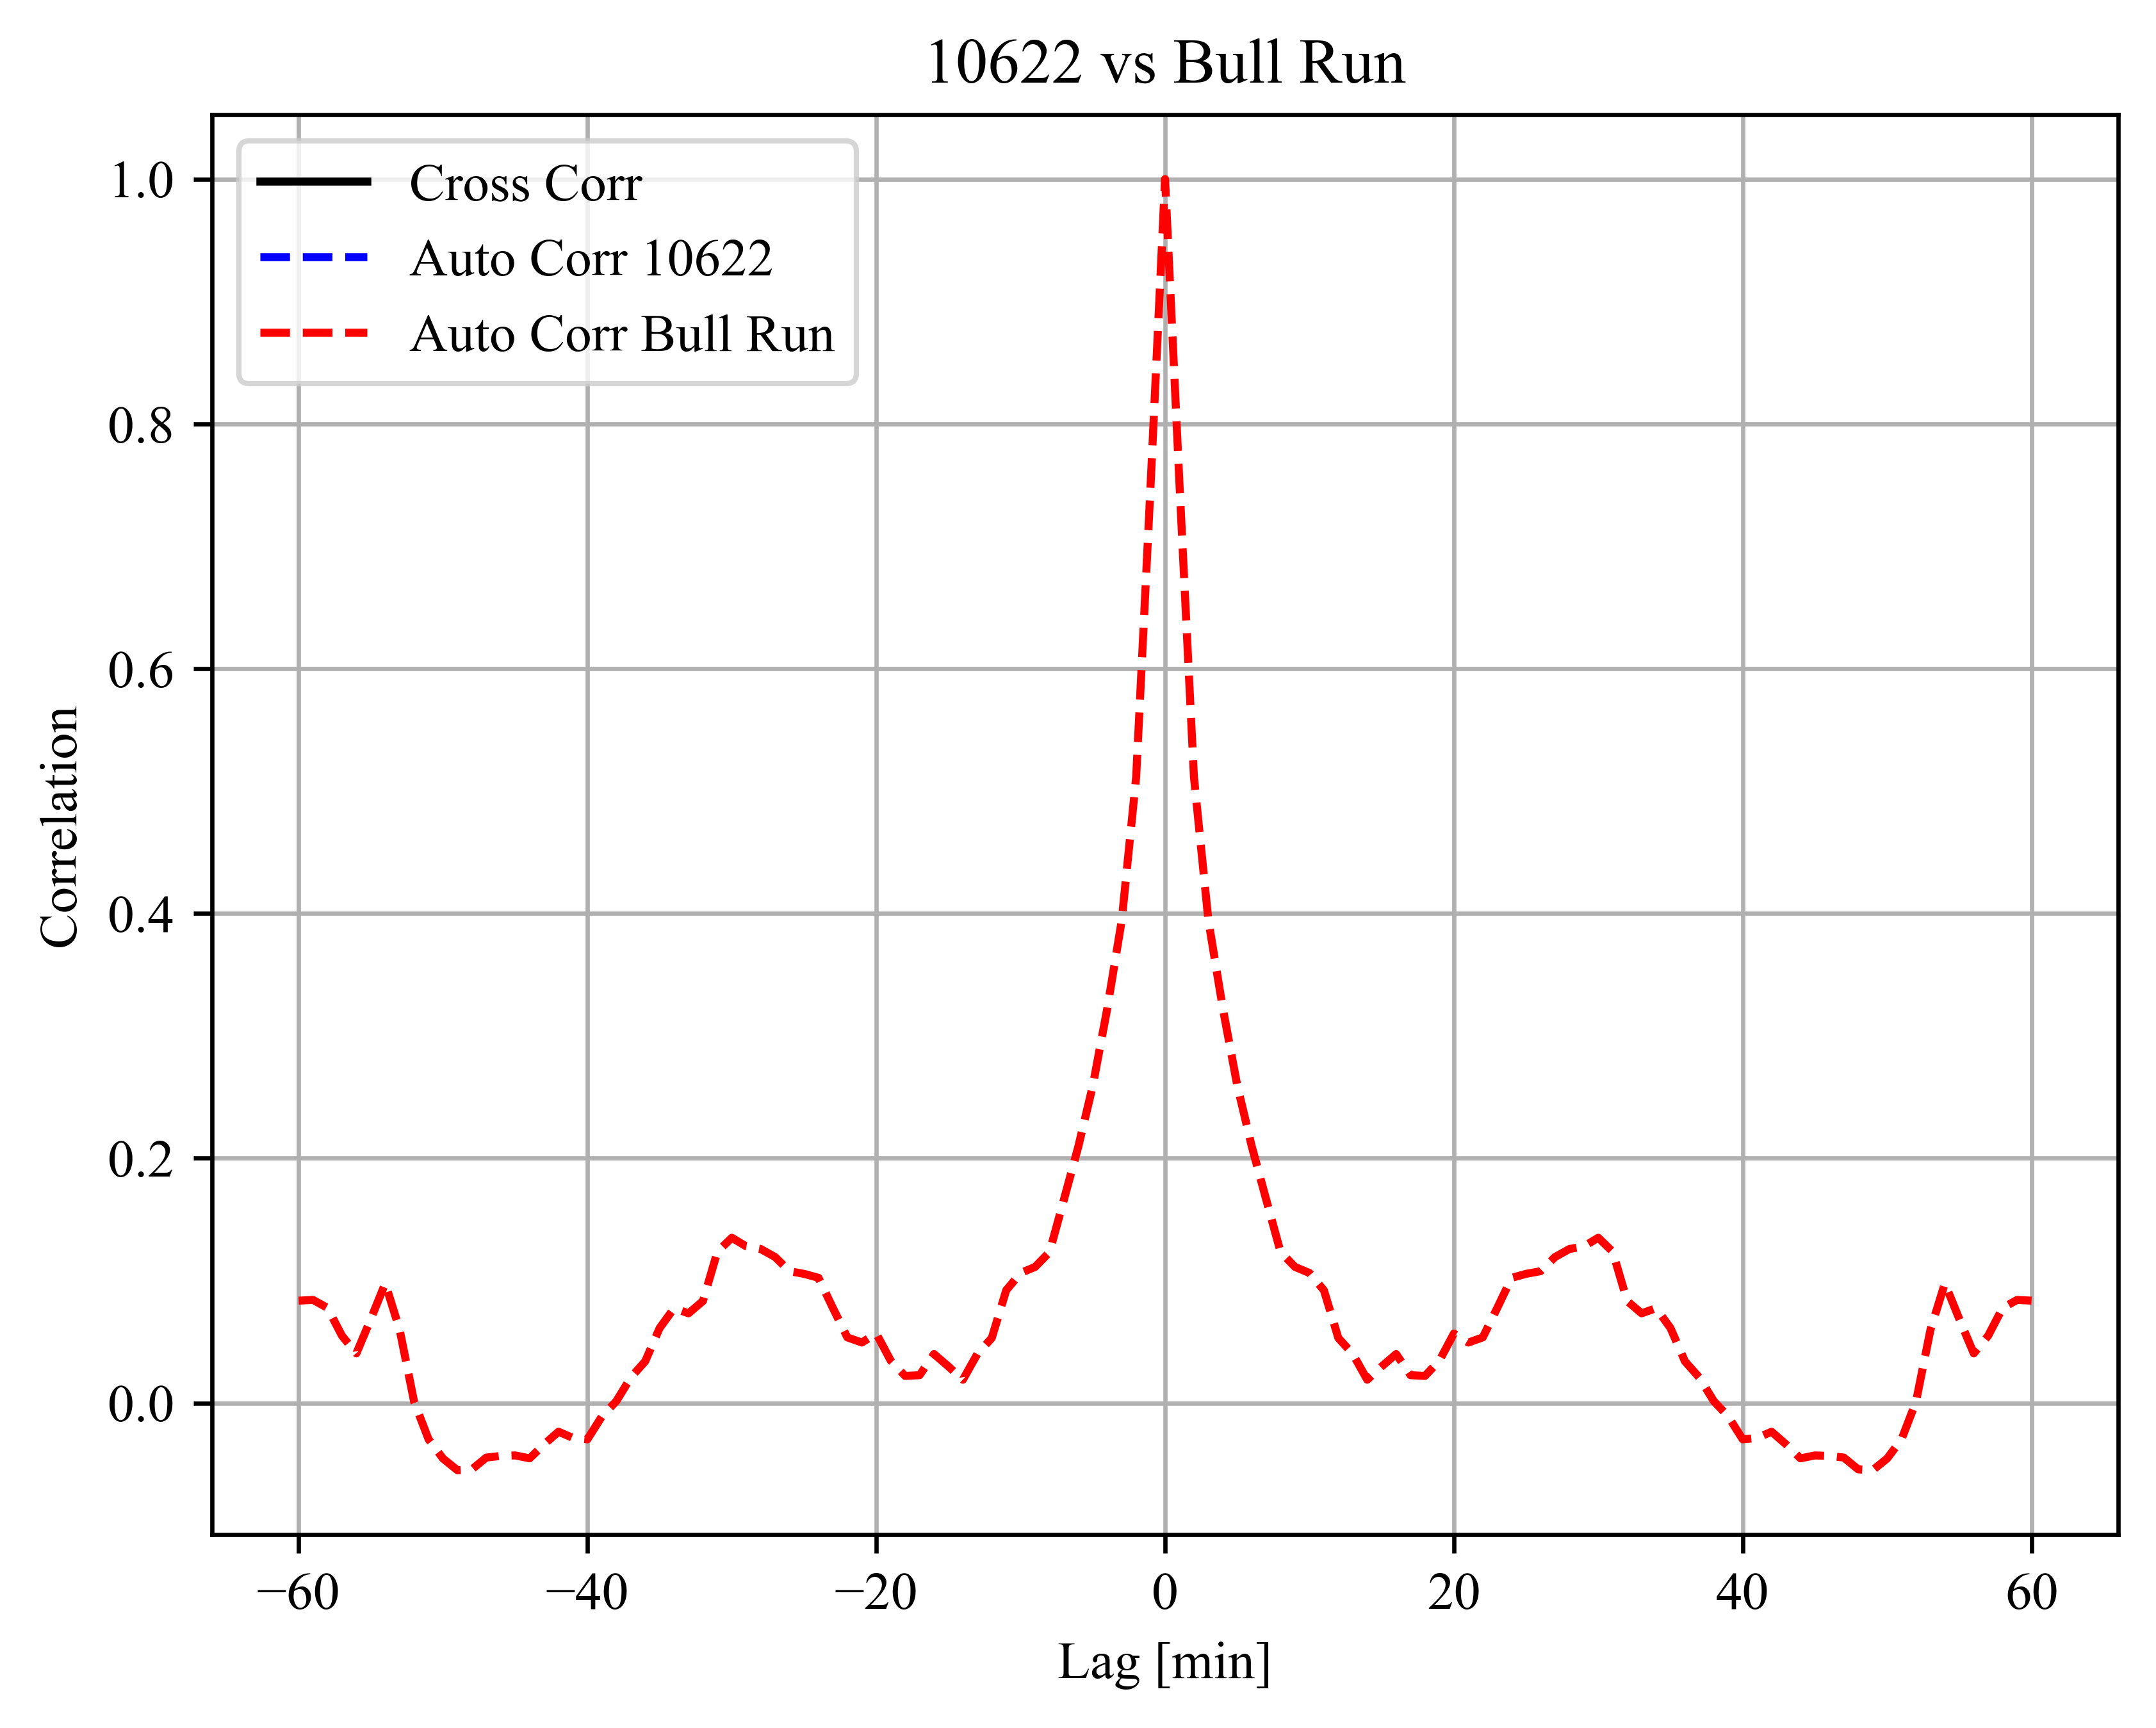 10622 vs Bull Run
Cross Corr
Auto Corr 10622
Auto Corr Bull Run
1.0
0.8
0.6
0.4
0.2
0.0
Correlation
−60 −40 −20 0 20 40 60
Lag [min]